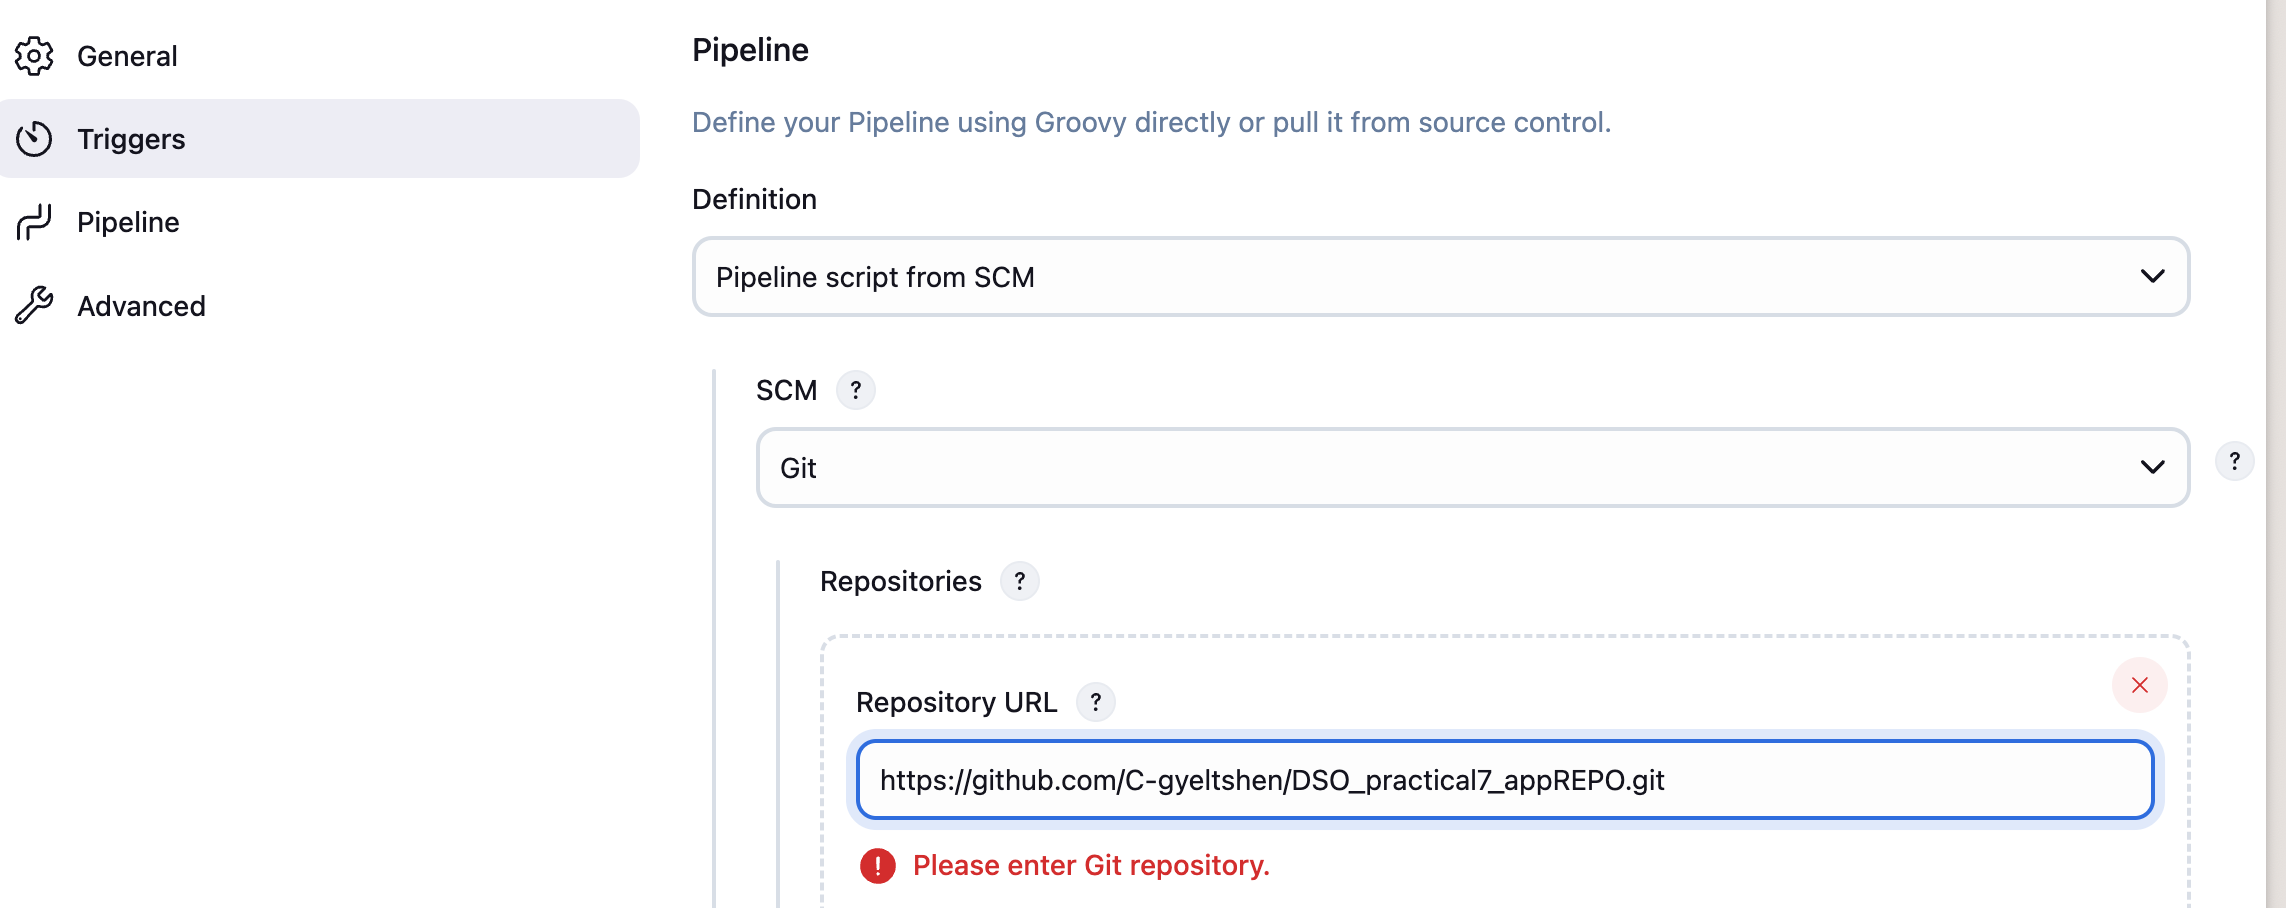 General
Triggers
Pipeline
Advanced
Pipeline
Define your Pipeline using Groovy directly or pull it from source control.
Definition
Pipeline script from SCM
SCM ?
Git
?
Repositories ?
Repository URL ?
https://github.com/C-gyeltshen/DSO_practical7_appREPO.git
Please enter Git repository.